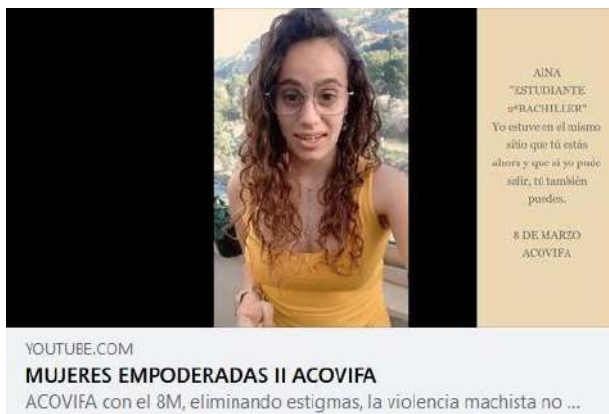 AINA
"ESTUDIANTE
2ºBACHILLER"
Yo estuve en el mismo
sitio que tú estás
ahora y que si yo pude
salir, tú también
puedes.
8 DE MARZO
ACOVIFA
YOUTUBE.COM
MUJERES EMPODERADAS II ACOVIFA
ACOVIFA con el 8M, eliminando estigmas, la violencia machista no ...